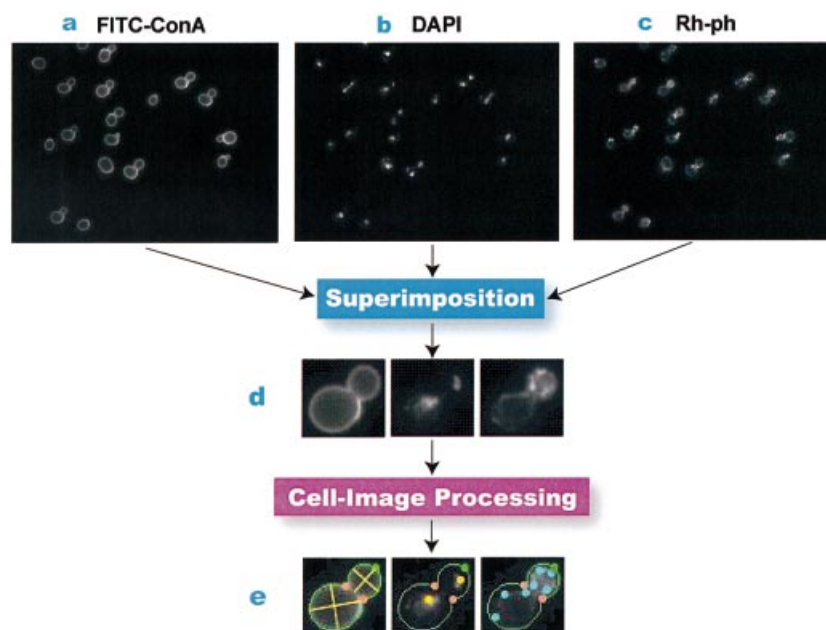 a FITC-ConA
b DAPI
c Rh-ph
Superimposition
d
Cell-Image Processing
e